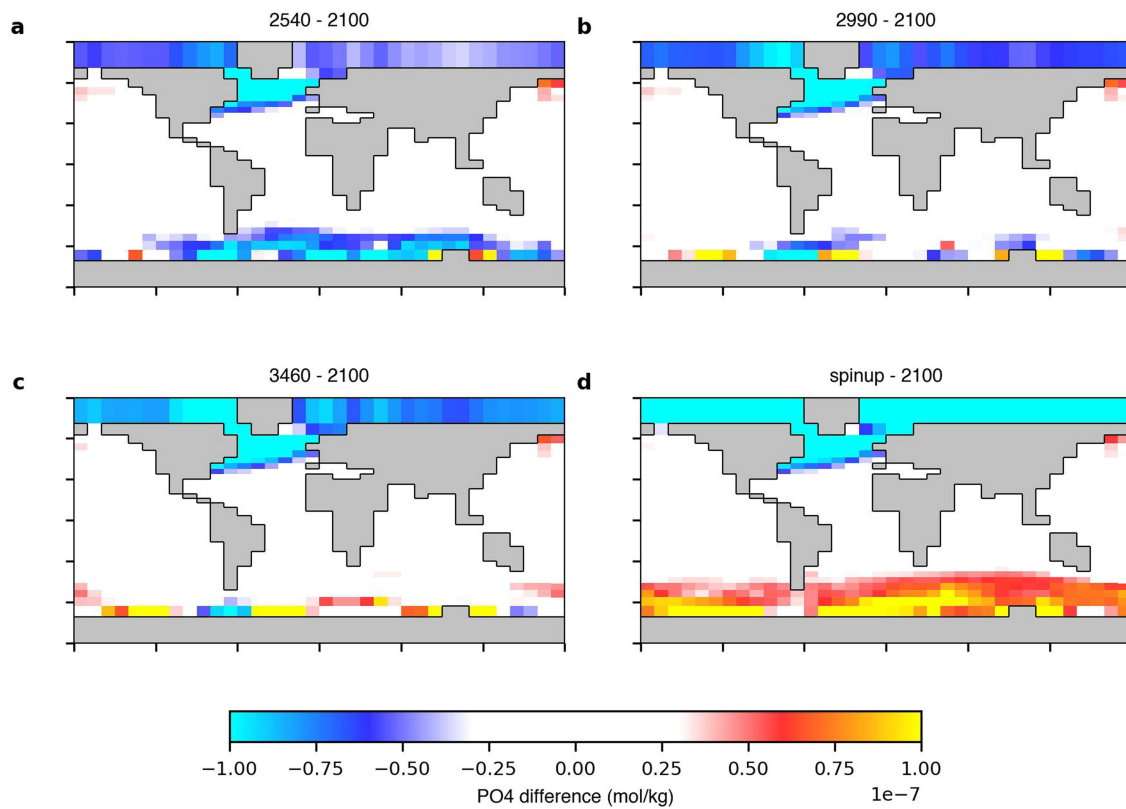 a
2540 - 2100
b
2990 - 2100
c
3460 - 2100
d
spinup - 2100
−1.00 −0.75 −0.50 −0.25 0.00 0.25 0.50 0.75 1.00
1e−7
PO4 difference (mol/kg)